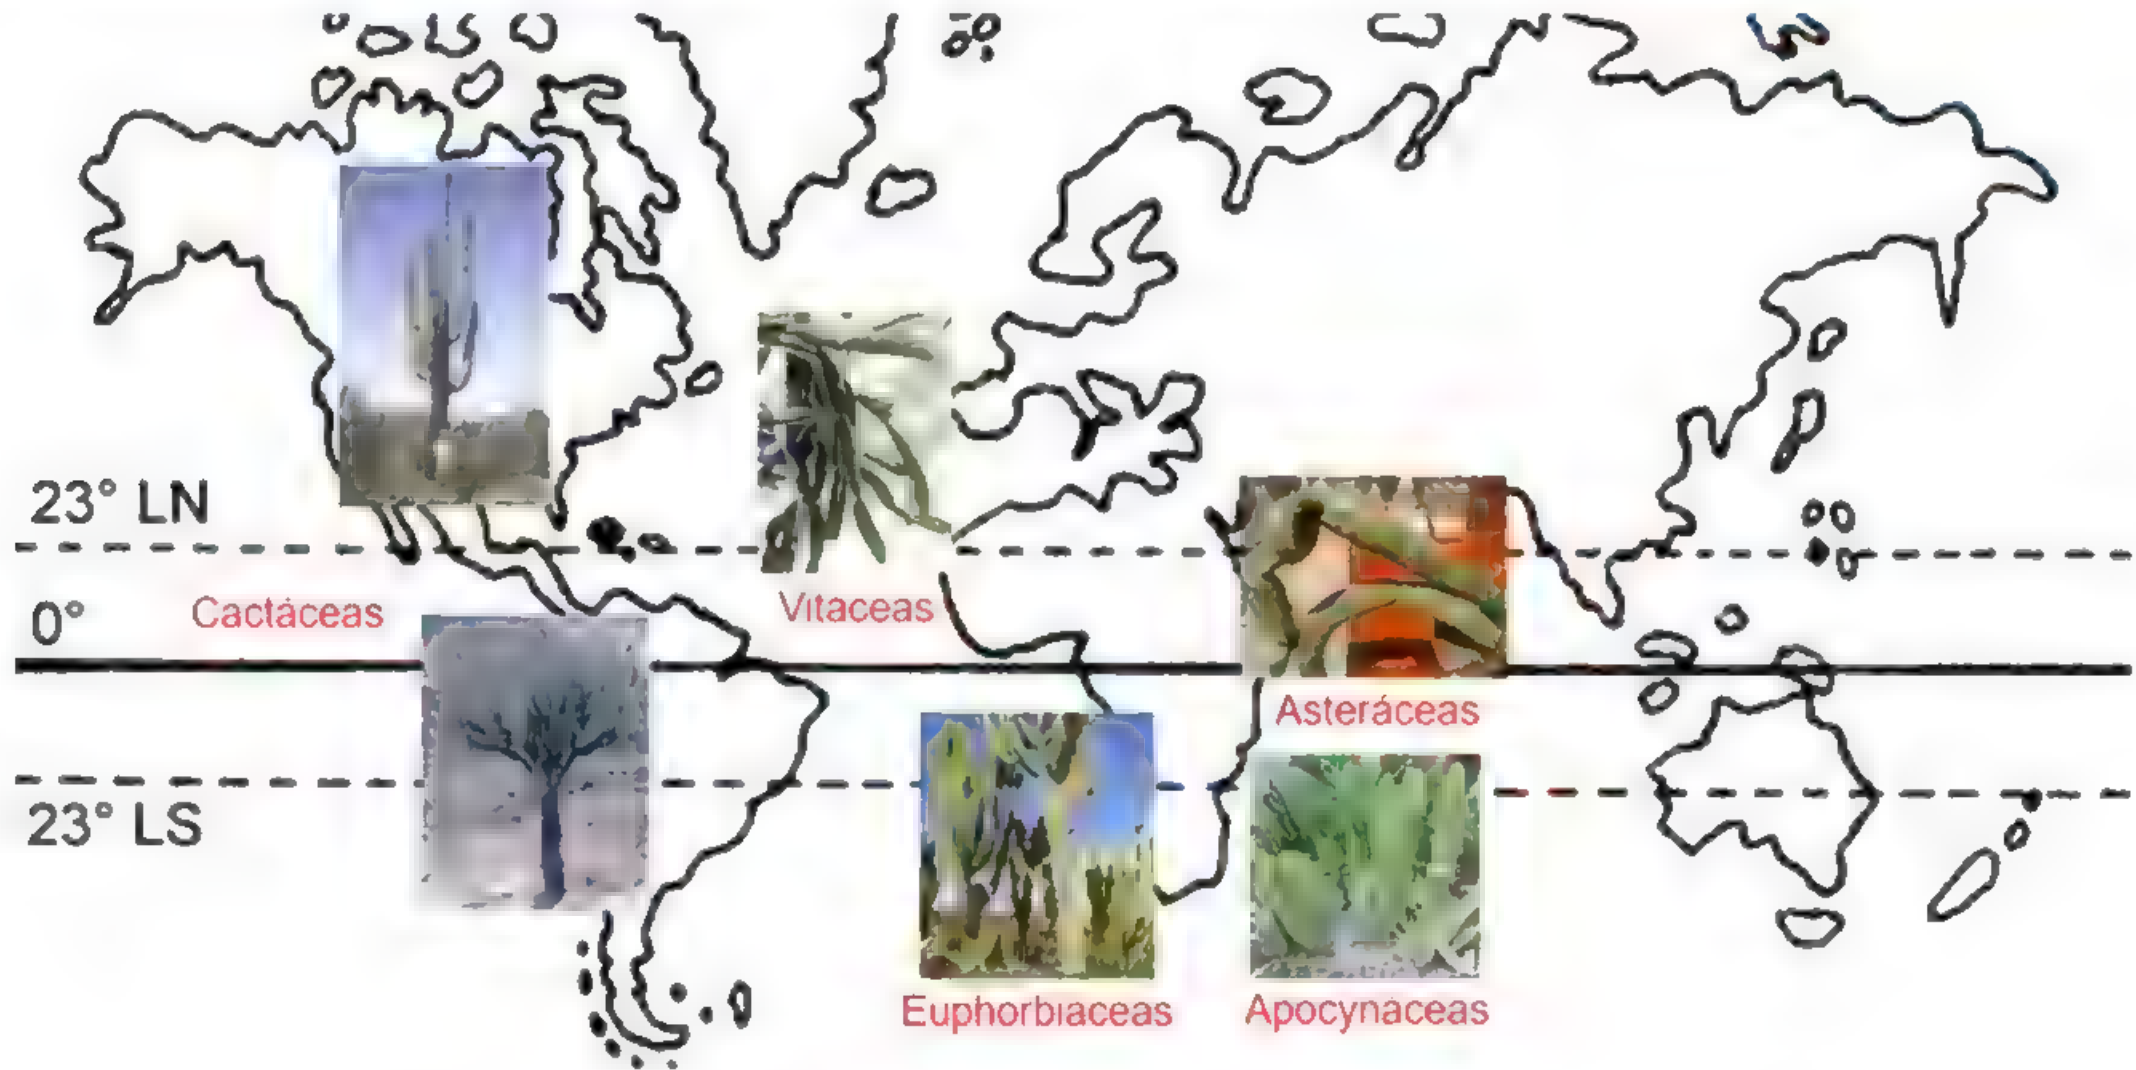 23° LN
Cactáceas
Vitaceas
0°
Asteráceas
23° LS
Euphorbiaceas
Apocynaceas